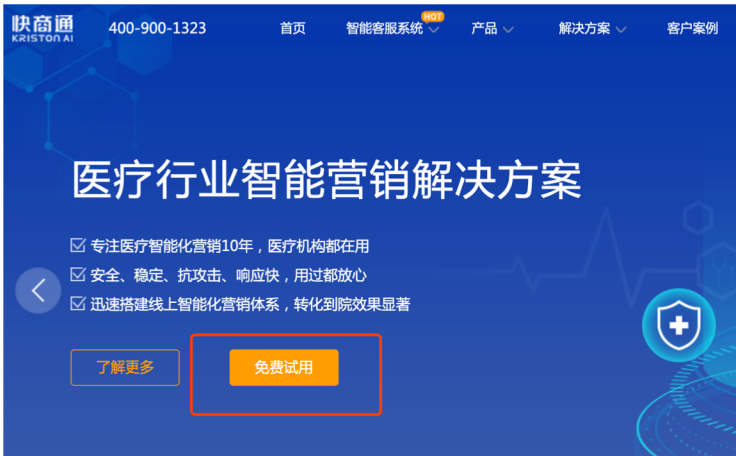 快商通
KRISTON AI
400-900-1323
首页
智能客服系统
HOT
产品
解决方案
客户案例
医疗行业智能营销解决方案
专注医疗智能化营销10年，医疗机构都在用
安全、稳定、抗攻击、响应快，用过都放心
迅速搭建线上智能化营销体系，转化到院效果显著
了解更多
免费试用